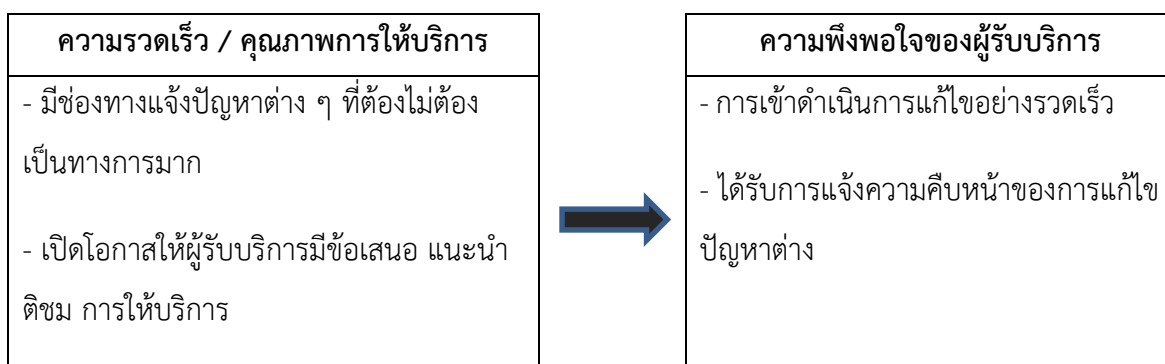 ความรวดเร็ว / คุณภาพการให้บริการ
- มีช่องทางแจ้งปัญหาต่าง ๆ ที่ต้องไม่ต้อง
เป็นทางการมาก
- เปิดโอกาสให้ผู้รับบริการมีข้อเสนอ แนะนำ
ติชม การให้บริการ
ความพึงพอใจของผู้รับบริการ
- การเข้าดำเนินการแก้ไขอย่างรวดเร็ว
- ได้รับการแจ้งความคืบหน้าของการแก้ไข
ปัญหาต่าง